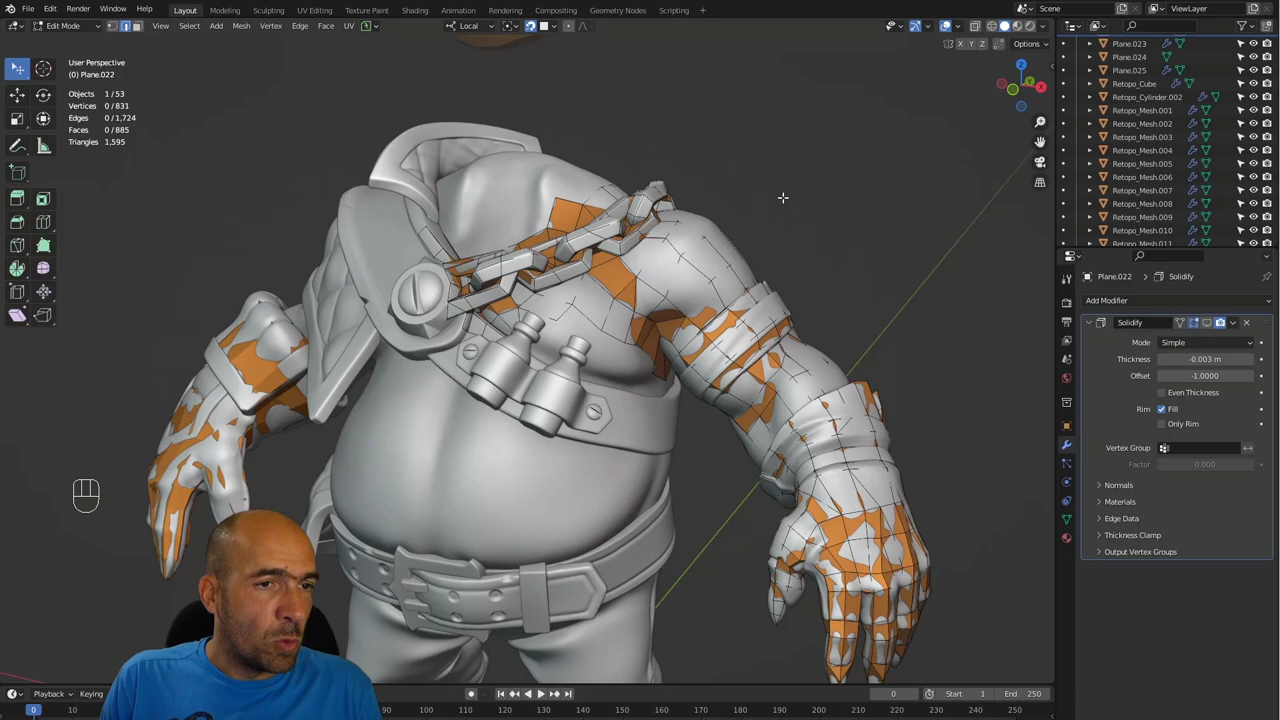 File Edit Render Window Help Layout Modeling Sculpting UV Editing Texture Paint Shading Animation Rendering Compositing Geometry Nodes Scripting Scene ViewLayer
Edit Mode View Select Add Mesh Vertex Edge Face UV Local
X Y Z Options
User Perspective
(0) Plane.022
Objects 1/53
Vertices 0/831
Edges 0/1,724
Faces 0/885
Triangles 1,595
Z
Y
X
Plane.023
Plane.024
Plane.025
Retopo_Cube
Retopo_Cylinder.002
Retopo_Mesh.001
Retopo_Mesh.002
Retopo_Mesh.003
Retopo_Mesh.004
Retopo_Mesh.005
Retopo_Mesh.006
Retopo_Mesh.007
Retopo_Mesh.008
Retopo_Mesh.009
Retopo_Mesh.010
Retopo_Mesh.011
Plane.022 Solidify
Add Modifier
Solidify
Mode Simple
Thickness -0.003 m
Offset -1.0000
Even Thickness
Rim Fill
Only Rim
Vertex Group
Factor 0.000
Normals
Materials
Edge Data
Thickness Clamp
Output Vertex Groups
Playback Keying 0 Start 1 End 250
0 10 70 80 90 100 110 120 130 140 150 160 170 180 190 200 210 220 230 240 250